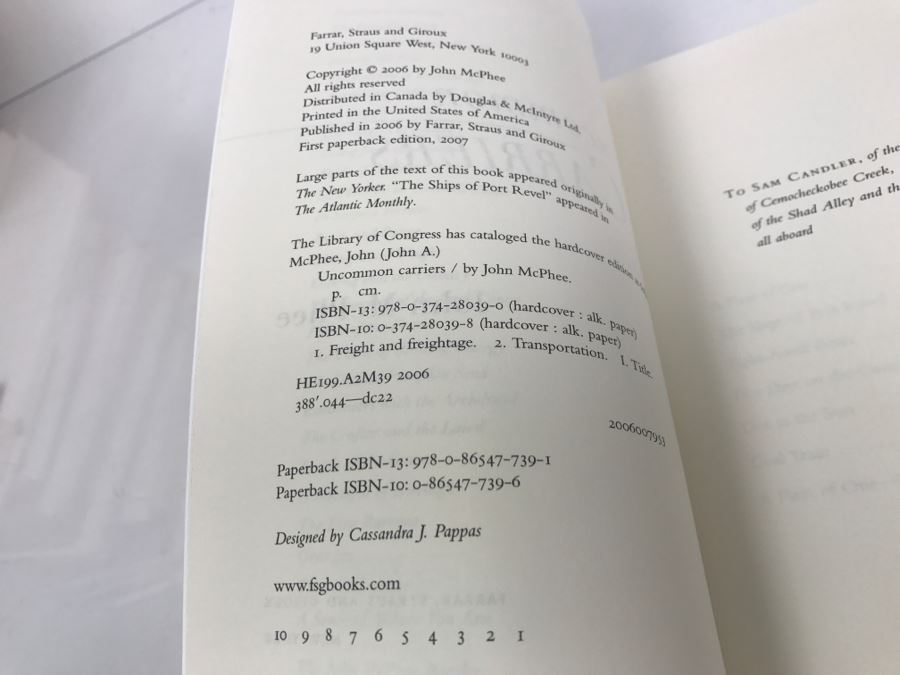 Farrar, Straus and Giroux
19 Union Square West, New York 10003
Copyright © 2006 by John McPhee
All rights reserved
Distributed in Canada by Douglas & McIntyre Ltd.
Printed in the United States of America
Published in 2006 by Farrar, Straus and Giroux
First paperback edition, 2007
Large parts of the text of this book appeared originally in
The New Yorker. “The Ships of Port Revel” appeared in
The Atlantic Monthly.
The Library of Congress has cataloged the hardcover edition
McPhee, John (John A.)
Uncommon carriers / by John McPhee.
p. cm.
ISBN-13: 978-0-374-28039-0 (hardcover : alk. paper)
ISBN-10: 0-374-28039-8 (hardcover : alk. paper)
1. Freight and freightage. 2. Transportation. I. Title.
HE199.A2M39 2006
388'.044—dc22
2006007953
Paperback ISBN-13: 978-0-86547-739-1
Paperback ISBN-10: 0-86547-739-6
Designed by Cassandra J. Pappas
www.fsgbooks.com
10 9 8 7 6 5 4 3 2 1
To Sam Candler, of the
of Cemocheckobee Creek,
of the Shad Alley and th
all aboard